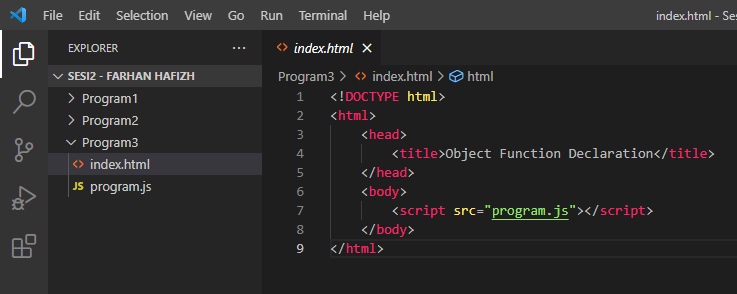 File Edit Selection View Go Run Terminal Help index.html - Se
EXPLORER ··· index.html
SESI2 - FARHAN HAFIZH
Program1
Program2
Program3
index.html
JS program.js
Program3 > index.html > html
1 <!DOCTYPE html>
2 <html>
3 <head>
4 <title>Object Function Declaration</title>
5 </head>
6 <body>
7 <script src="program.js"></script>
8 </body>
9 </html>